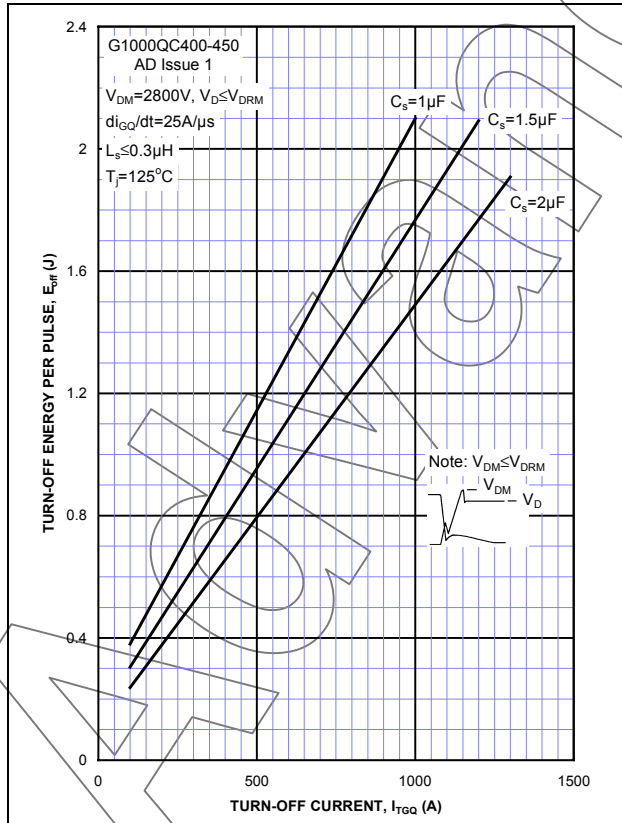 G1000QC400-450
AD Issue 1
V_DM=2800V, V_D≤V_DRM
di_GQ/dt=25A/µs
L_s≤0.3µH
T_j=125°C
C_s=1µF
C_s=1.5µF
C_s=2µF
Note: V_DM≤V_DRM
V_DM
V_D
TURN-OFF ENERGY PER PULSE, E_off (J)
2.4
2
1.6
1.2
0.8
0.4
0
0
500
1000
1500
TURN-OFF CURRENT, I_TGQ (A)